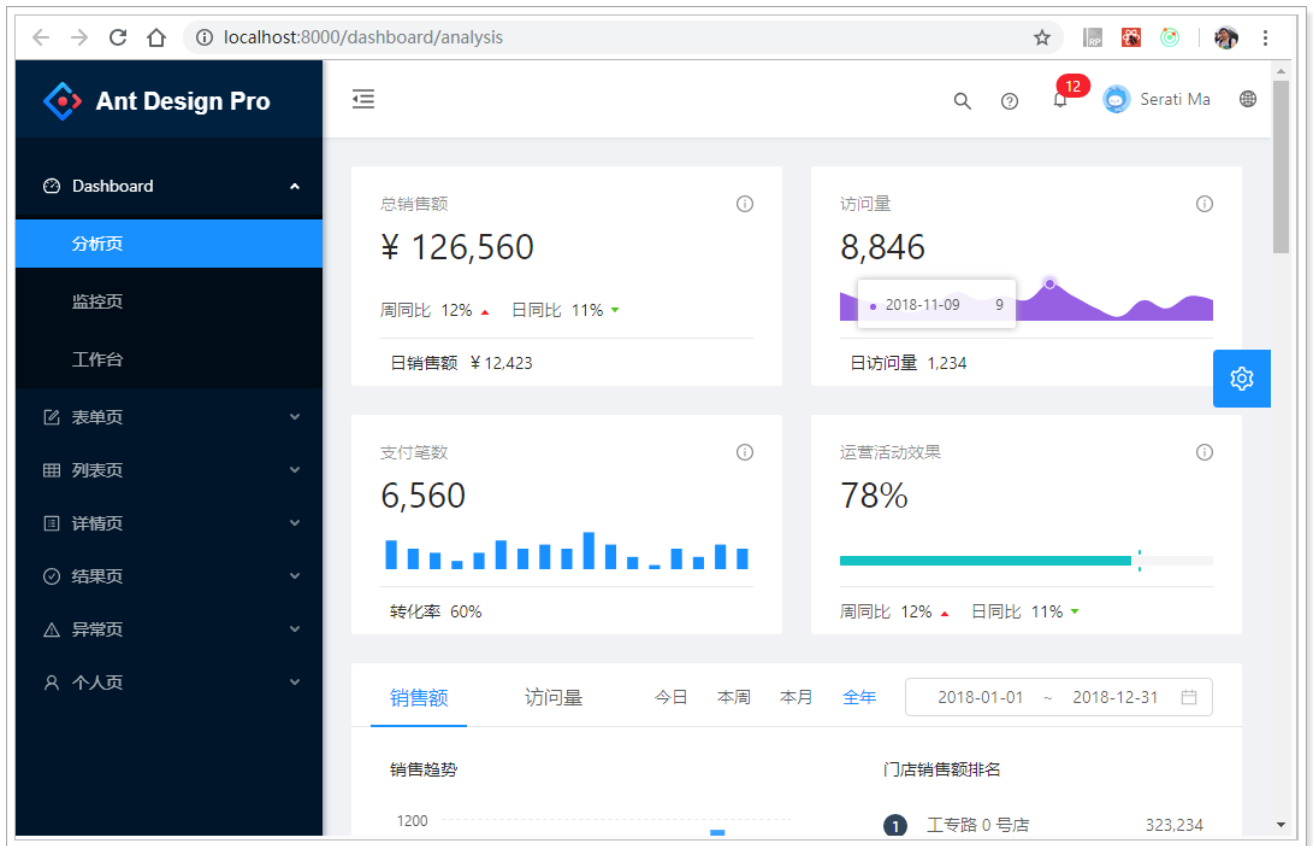 localhost:8000/dashboard/analysis
RP
Ant Design Pro
12
Serati Ma
Dashboard
分析页
监控页
工作台
表单页
列表页
详情页
结果页
异常页
个人页
总销售额
¥ 126,560
周同比 12% 日同比 11%
日销售额 ¥ 12,423
访问量
8,846
2018-11-09 9
日访问量 1,234
支付笔数
6,560
转化率 60%
运营活动效果
78%
周同比 12% 日同比 11%
销售额 访问量 今日 本周 本月 全年 2018-01-01 ~ 2018-12-31
销售趋势
1200
门店销售额排名
1 工专路 0 号店 323,234